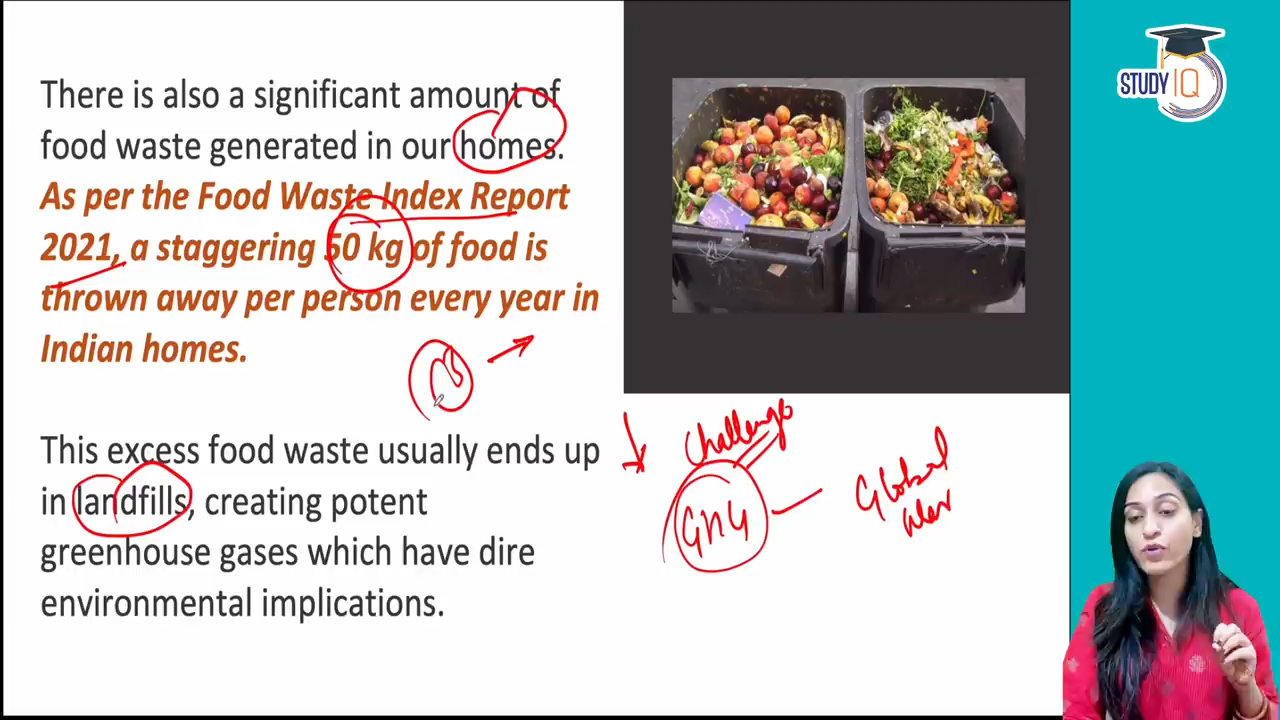 There is also a significant amount of
food waste generated in our homes.
As per the Food Waste Index Report
2021, a staggering 50 kg of food is
thrown away per person every year in
Indian homes.
This excess food waste usually ends up
in landfills, creating potent
greenhouse gases which have dire
environmental implications.
Challenge
GHG
Global
STUDY IQ